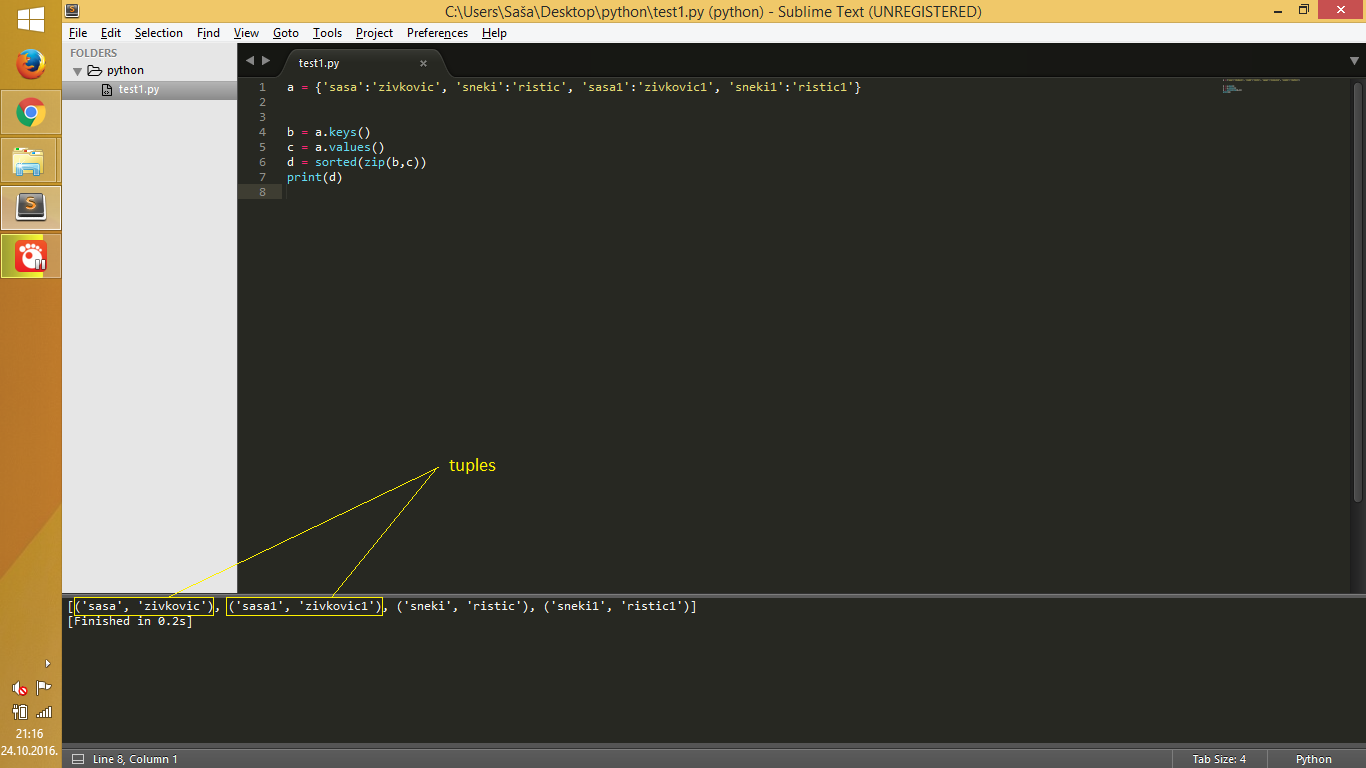 C:\Users\Saša\Desktop\python\test1.py (python) - Sublime Text (UNREGISTERED)
File Edit Selection Find View Goto Tools Project Preferences Help
FOLDERS
python
test1.py
test1.py
1 a = {'sasa':'zivkovic', 'sneki':'ristic', 'sasa1':'zivkovic1', 'sneki1':'ristic1'}
2
3
4 b = a.keys()
5 c = a.values()
6 d = sorted(zip(b,c))
7 print(d)
8
tuples
[('sasa', 'zivkovic'), ('sasa1', 'zivkovic1'), ('sneki', 'ristic'), ('sneki1', 'ristic1')]
[Finished in 0.2s]
21:16
24.10.2016.
Line 8, Column 1 Tab Size: 4 Python